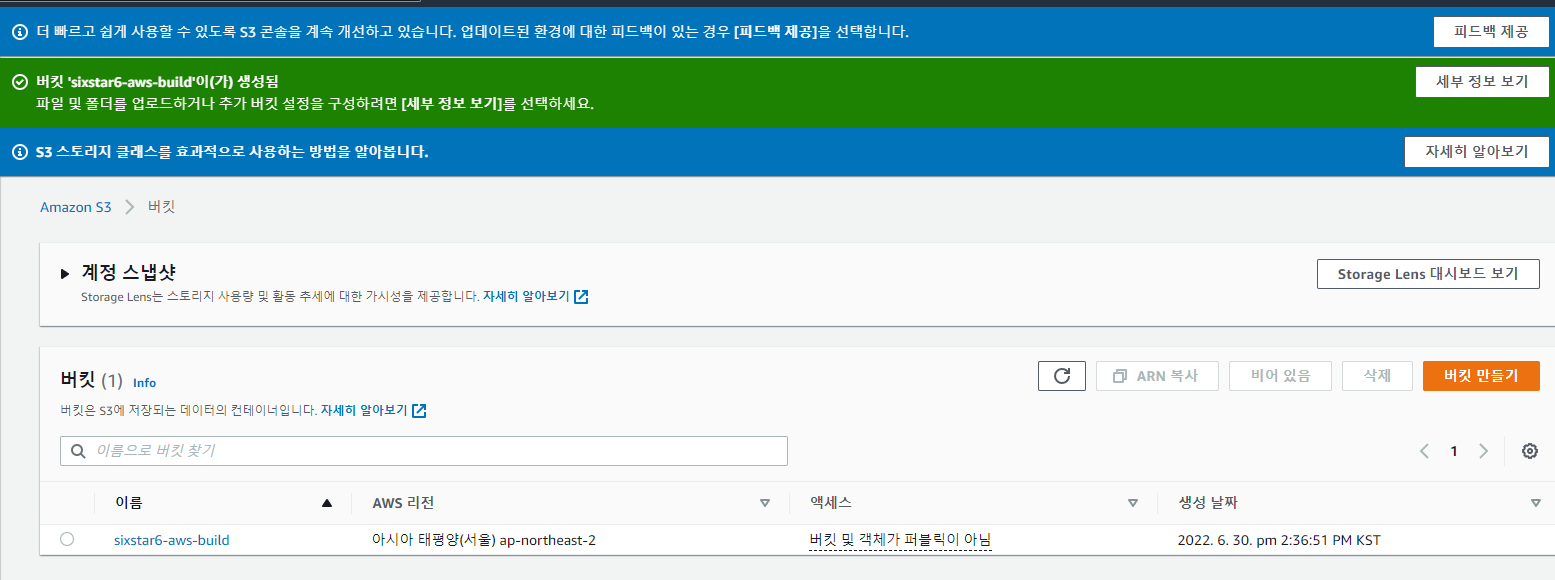 더 빠르고 쉽게 사용할 수 있도록 S3 콘솔을 계속 개선하고 있습니다. 업데이트된 환경에 대한 피드백이 있는 경우 [피드백 제공]을 선택합니다. 피드백 제공
버킷 'sixstar6-aws-build'이(가) 생성됨 세부 정보 보기
파일 및 폴더를 업로드하거나 추가 버킷 설정을 구성하려면 [세부 정보 보기]를 선택하세요.
S3 스토리지 클래스를 효과적으로 사용하는 방법을 알아봅니다. 자세히 알아보기
Amazon S3 버킷
계정 스냅샷 Storage Lens 대시보드 보기
Storage Lens는 스토리지 사용량 및 활동 추세에 대한 가시성을 제공합니다. 자세히 알아보기
버킷 (1) Info ARN 복사 비어 있음 삭제 버킷 만들기
버킷은 S3에 저장되는 데이터의 컨테이너입니다. 자세히 알아보기
이름으로 버킷 찾기 1
이름 AWS 리전 액세스 생성 날짜
sixstar6-aws-build 아시아 태평양(서울) ap-northeast-2 버킷 및 객체가 퍼블릭이 아님 2022. 6. 30. pm 2:36:51 PM KST